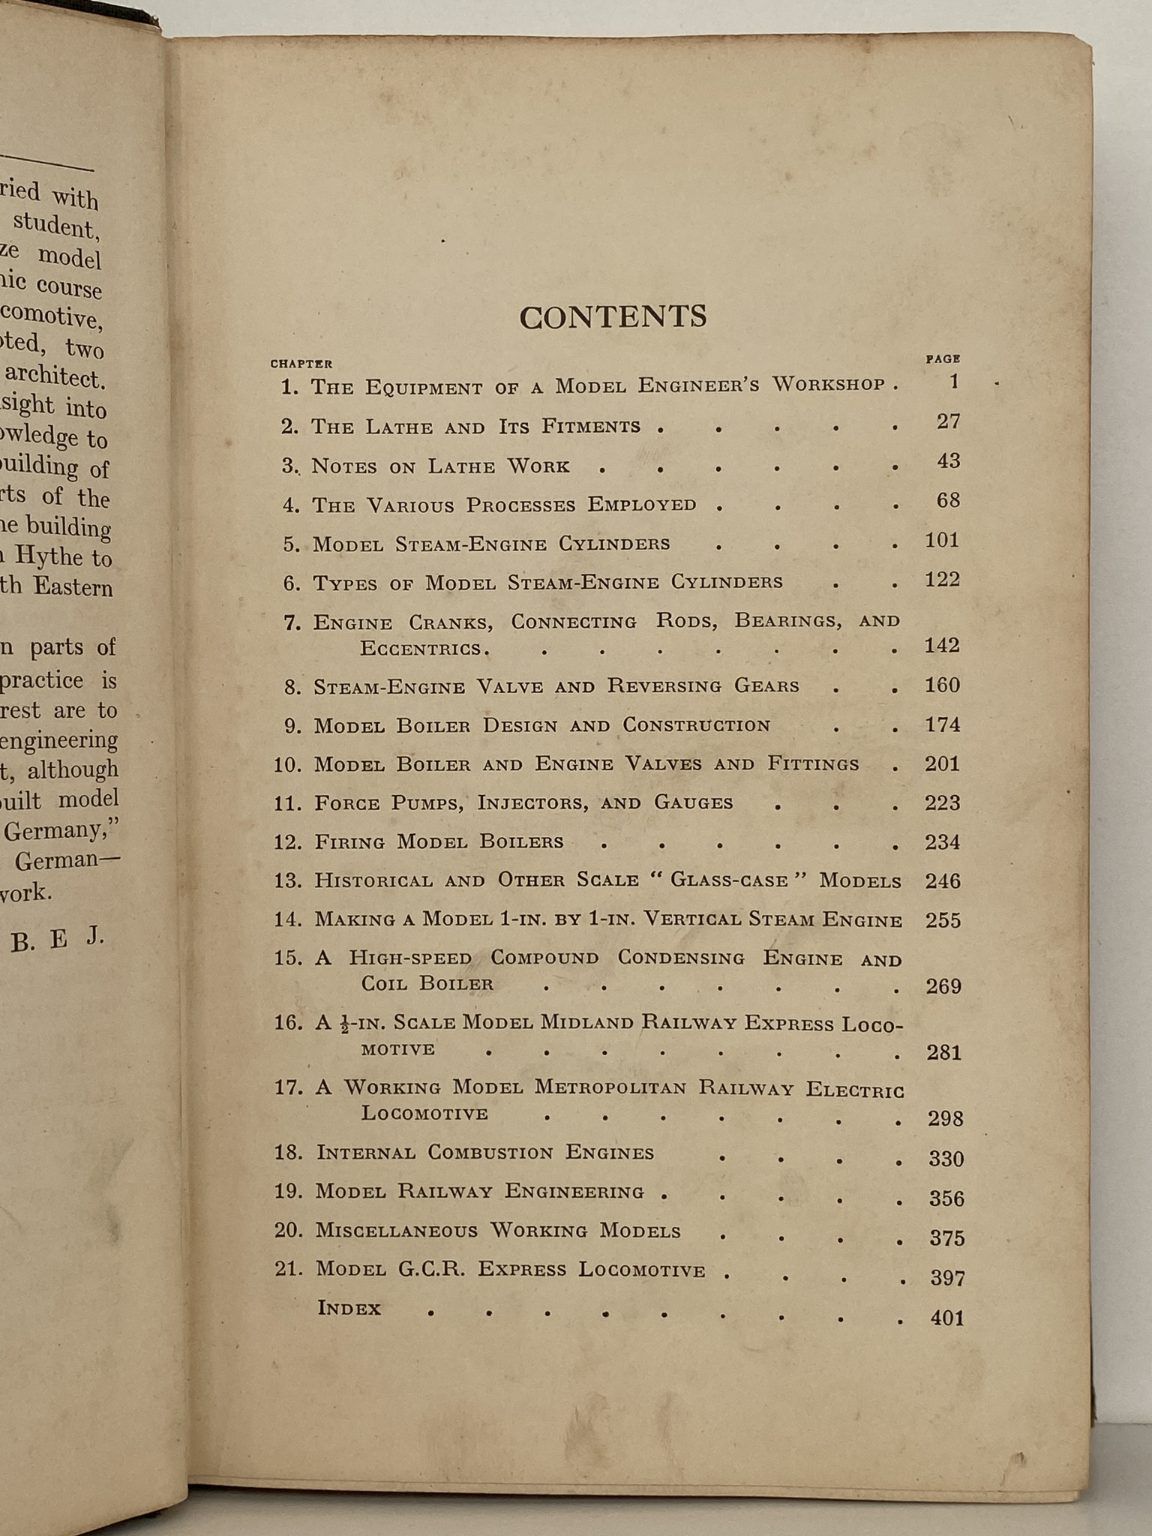 ried with
student,
ze model
nic course
comotive,
oted, two
architect.
sight into
owledge to
building of
rts of the
he building
n Hythe to
th Eastern
n parts of
practice is
rest are to
engineering
t, although
built model
Germany,”
German—
work.
B. E J.
CONTENTS
CHAPTER PAGE
1. The Equipment of a Model Engineer's Workshop . 1
2. The Lathe and Its Fitments . . . . . 27
3. Notes on Lathe Work . . . . . . 43
4. The Various Processes Employed . . . . 68
5. Model Steam-Engine Cylinders . . . . 101
6. Types of Model Steam-Engine Cylinders . . 122
7. Engine Cranks, Connecting Rods, Bearings, and
Eccentrics. . . . . . . . 142
8. Steam-Engine Valve and Reversing Gears . . 160
9. Model Boiler Design and Construction . . 174
10. Model Boiler and Engine Valves and Fittings . 201
11. Force Pumps, Injectors, and Gauges . . . 223
12. Firing Model Boilers . . . . . . 234
13. Historical and Other Scale “Glass-case” Models 246
14. Making a Model 1-in. by 1-in. Vertical Steam Engine 255
15. A High-speed Compound Condensing Engine and
Coil Boiler . . . . . . . 269
16. A ½-in. Scale Model Midland Railway Express Loco-
motive . . . . . . . . 281
17. A Working Model Metropolitan Railway Electric
Locomotive . . . . . . . 298
18. Internal Combustion Engines . . . . 330
19. Model Railway Engineering . . . . . 356
20. Miscellaneous Working Models . . . . 375
21. Model G.C.R. Express Locomotive . . . . 397
Index . . . . . . . . . 401